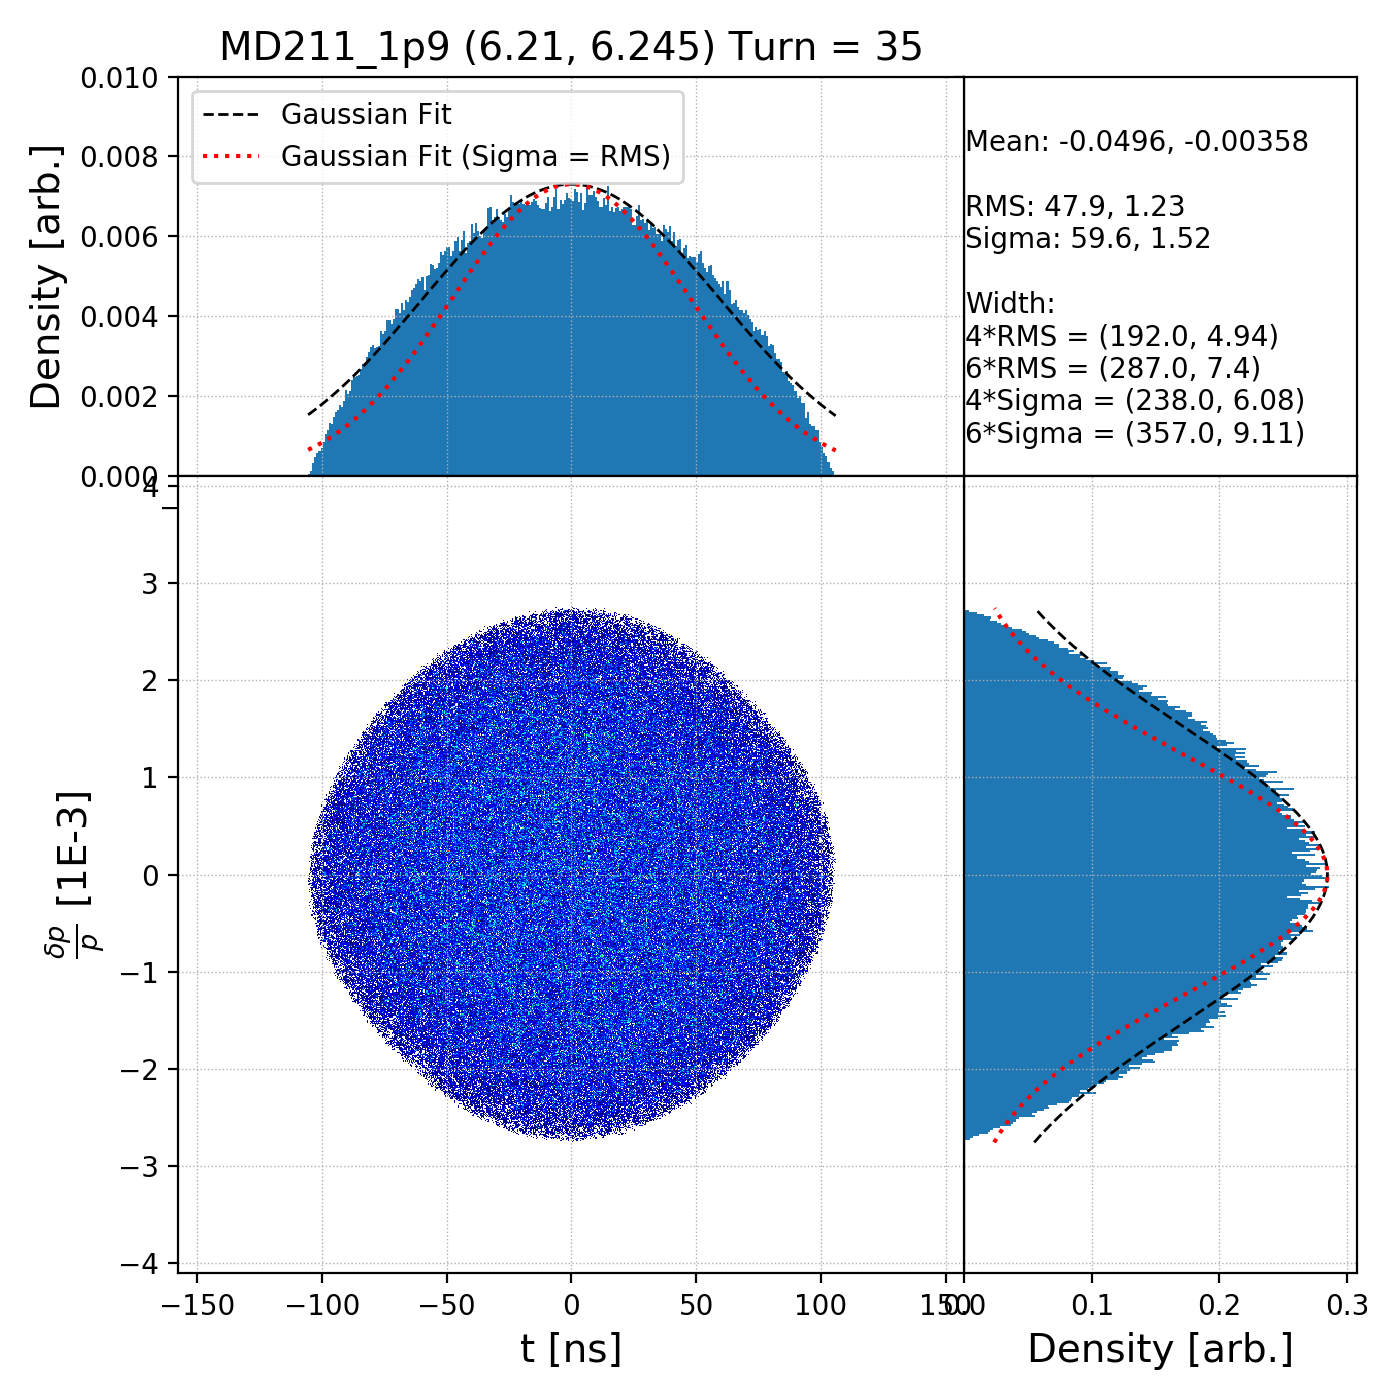 MD211_1p9 (6.21, 6.245) Turn = 35
0.010
0.008
0.006
0.004
0.002
0.000
Density [arb.]
Gaussian Fit
Gaussian Fit (Sigma = RMS)
Mean: -0.0496, -0.00358
RMS: 47.9, 1.23
Sigma: 59.6, 1.52
Width:
4*RMS = (192.0, 4.94)
6*RMS = (287.0, 7.4)
4*Sigma = (238.0, 6.08)
6*Sigma = (357.0, 9.11)
4
3
2
1
0
−1
−2
−3
−4
δp/p [1E-3]
−150 −100 −50 0 50 100 150
t [ns]
0.0 0.1 0.2 0.3
Density [arb.]